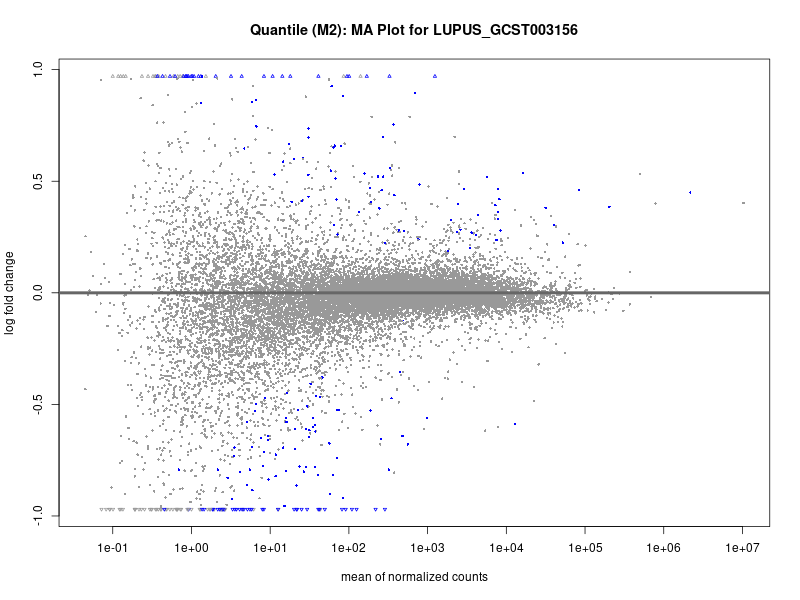 Quantile (M2): MA Plot for LUPUS_GCST003156
log fold change
1.0
0.5
0.0
-0.5
-1.0
1e-01 1e+00 1e+01 1e+02 1e+03 1e+04 1e+05 1e+06 1e+07
mean of normalized counts